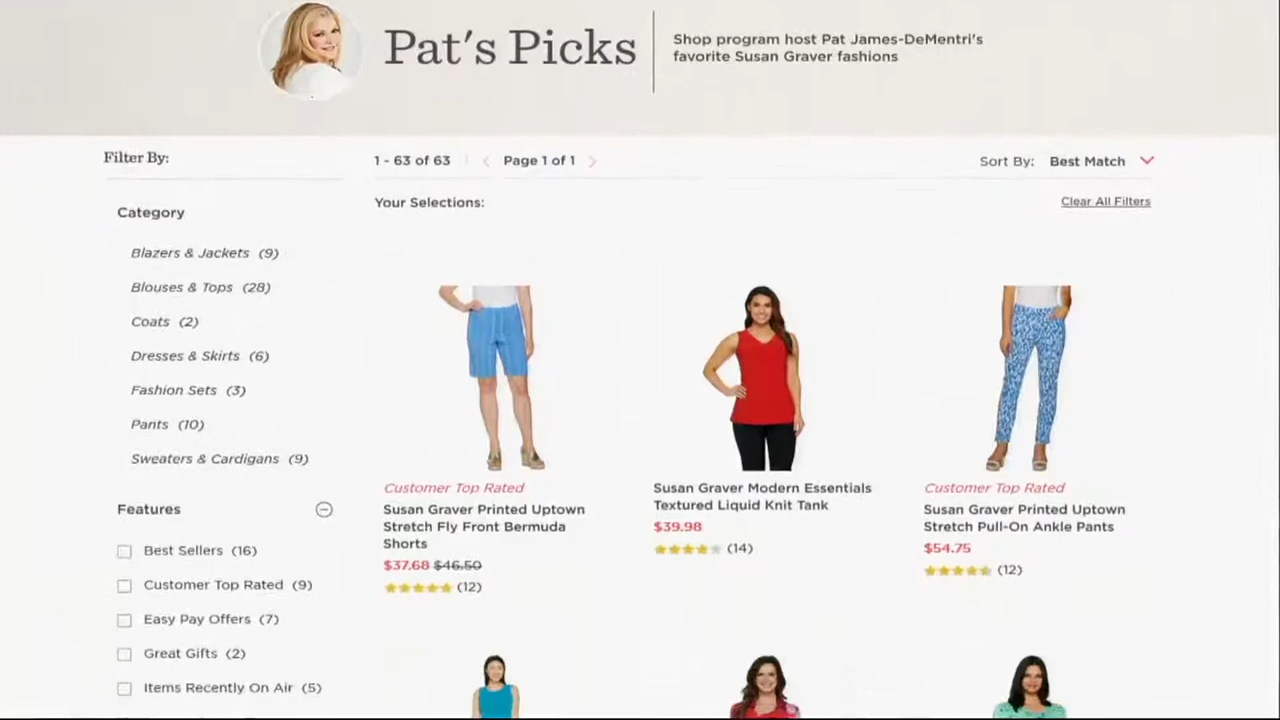 Pat's Picks
Shop program host Pat James-DeMentri's
favorite Susan Graver fashions
Filter By:
1 - 63 of 63
Page 1 of 1
Sort By: Best Match
Your Selections:
Clear All Filters
Category
Blazers & Jackets (9)
Blouses & Tops (28)
Coats (2)
Dresses & Skirts (6)
Fashion Sets (3)
Pants (10)
Sweaters & Cardigans (9)
Features
Best Sellers (16)
Customer Top Rated (9)
Easy Pay Offers (7)
Great Gifts (2)
Items Recently On Air (5)
Customer Top Rated
Susan Graver Printed Uptown
Stretch Fly Front Bermuda
Shorts
$37.68 $46.50
(12)
Susan Graver Modern Essentials
Textured Liquid Knit Tank
$39.98
(14)
Customer Top Rated
Susan Graver Printed Uptown
Stretch Pull-On Ankle Pants
$54.75
(12)